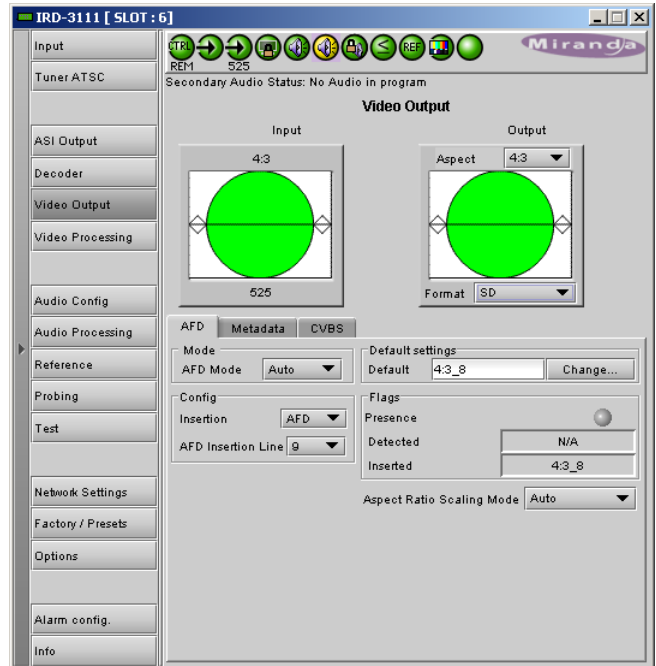 IRD-3111 [ SLOT : 6]
Input
Tuner ATSC
ASI Output
Decoder
Video Output
Video Processing
Audio Config
Audio Processing
Reference
Probing
Test
Network Settings
Factory / Presets
Options
Alarm config.
Info
CTRL
REF
Miranda
REM
525
Secondary Audio Status: No Audio in program
Video Output
Input
Output
4:3
Aspect
4:3
525
Format
SD
AFD
Metadata
CVBS
Mode
AFD Mode
Auto
Default settings
Default
4:3_8
Change...
Config
Insertion
AFD
AFD Insertion Line
9
Flags
Presence
Detected
N/A
Inserted
4:3_8
Aspect Ratio Scaling Mode
Auto